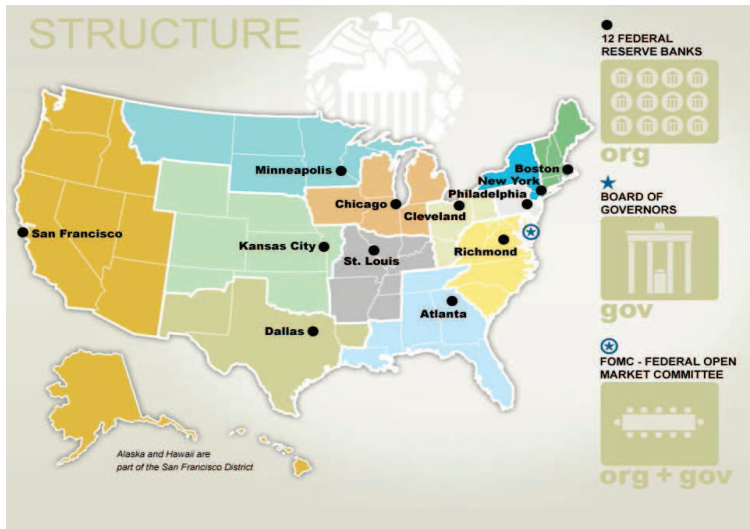 STRUCTURE
12 FEDERAL
RESERVE BANKS
org
BOARD OF
GOVERNORS
gov
FOMC - FEDERAL OPEN
MARKET COMMITTEE
org + gov
Minneapolis
Boston
New York
Philadelphia
Chicago
Cleveland
San Francisco
Kansas City
St. Louis
Richmond
Atlanta
Dallas
Alaska and Hawaii are
part of the San Francisco District